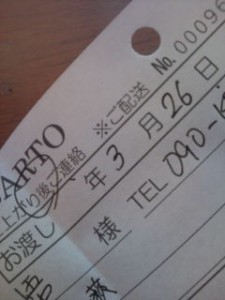 No. 00096
ARTO ※ご配送
上がり後ご連絡
お渡し 年 3 月 26 日
様 TEL 090-